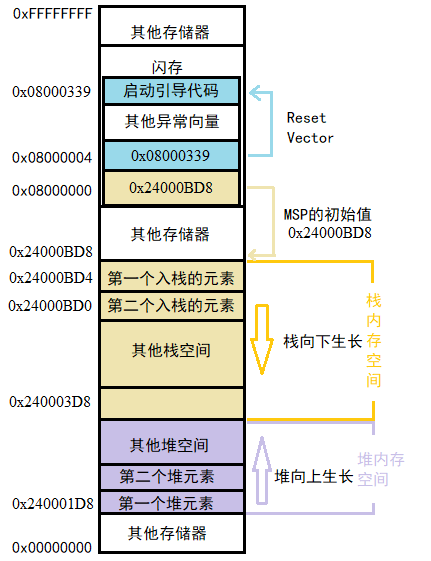 0xFFFFFFFF
其他存储器
闪存
0x08000339
启动引导代码
其他异常向量
Reset
Vector
0x08000004
0x08000339
0x08000000
0x24000BD8
MSP的初始值
0x24000BD8
其他存储器
0x24000BD8
0x24000BD4
第一个入栈的元素
0x24000BD0
第二个入栈的元素
栈内存空间
其他栈空间
栈向下生长
0x240003D8
其他堆空间
堆内存
空间
第二个堆元素
堆向上生长
0x240001D8
第一个堆元素
其他存储器
0x00000000